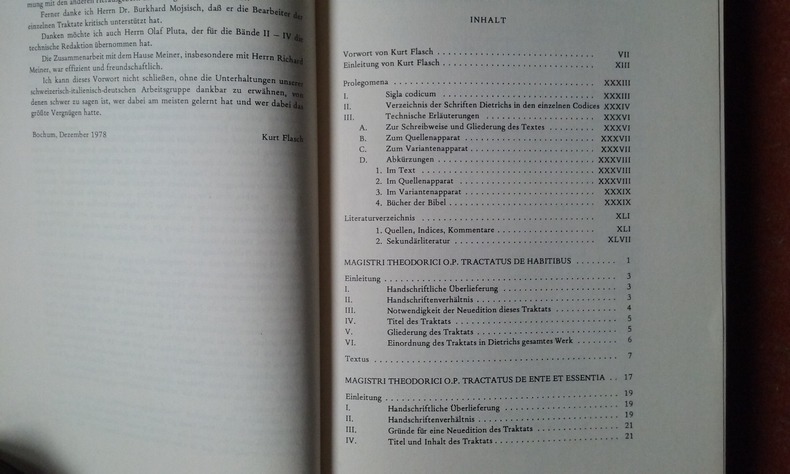 mung mit den anderen
Ferner danke ich Herrn Dr. Burkhard Mojsisch, daß er die Bearbeiter der
einzelnen Traktate kritisch unterstützt hat.
Danken möchte ich auch Herrn Olaf Pluta, der für die Bände II – IV die
technische Redaktion übernommen hat.
Die Zusammenarbeit mit dem Hause Meiner, insbesondere mit Herrn Richard
Meiner, war effizient und freundschaftlich.
Ich kann dieses Vorwort nicht schließen, ohne die Unterhaltungen unserer
schweizerisch-italienisch-deutschen Arbeitsgruppe dankbar zu erwähnen, von
denen schwer zu sagen ist, wer dabei am meisten gelernt hat und wer dabei das
größte Vergnügen hatte.
Bochum, Dezember 1978
Kurt Flasch
INHALT
Vorwort von Kurt Flasch . . . . . . . . . . . . . . . . . . . . VII
Einleitung von Kurt Flasch . . . . . . . . . . . . . . . . . . . . XIII
Prolegomena . . . . . . . . . . . . . . . . . . . . XXXIII
I. Sigla codicum . . . . . . . . . . . . . . . . . . . . XXXIII
II. Verzeichnis der Schriften Dietrichs in den einzelnen Codices XXXIV
III. Technische Erläuterungen . . . . . . . . . . . . . . . . XXXVI
A. Zur Schreibweise und Gliederung des Textes . . . . . . . . XXXVI
B. Zum Quellenapparat . . . . . . . . . . . . . . . . XXXVII
C. Zum Variantenapparat . . . . . . . . . . . . . . . . XXXVII
D. Abkürzungen . . . . . . . . . . . . . . . . XXXVIII
1. Im Text . . . . . . . . . . . . . . . . XXXVIII
2. Im Quellenapparat . . . . . . . . . . . . . . . . XXXVIII
3. Im Variantenapparat . . . . . . . . . . . . . . . . XXXIX
4. Bücher der Bibel . . . . . . . . . . . . . . . . XXXIX
Literaturverzeichnis . . . . . . . . . . . . . . . . XLI
1. Quellen, Indices, Kommentare . . . . . . . . . . . . XLI
2. Sekundärliteratur . . . . . . . . . . . . . . . . XLVII
MAGISTRI THEODORICI O.P. TRACTATUS DE HABITIBUS . . . . . . . 1
Einleitung . . . . . . . . . . . . . . . . . . . . 3
I. Handschriftliche Überlieferung . . . . . . . . . . . . 3
II. Handschriftenverhältnis . . . . . . . . . . . . . . . . 3
III. Notwendigkeit der Neuedition dieses Traktats . . . . . . . . 4
IV. Titel des Traktats . . . . . . . . . . . . . . . . 5
V. Gliederung des Traktats . . . . . . . . . . . . . . . . 5
VI. Einordnung des Traktats in Dietrichs gesamtes Werk . . . . . . 6
Textus . . . . . . . . . . . . . . . . . . . . 7
MAGISTRI THEODORICI O.P. TRACTATUS DE ENTE ET ESSENTIA . . 17
Einleitung . . . . . . . . . . . . . . . . . . . . 19
I. Handschriftliche Überlieferung . . . . . . . . . . . . 19
II. Handschriftenverhältnis . . . . . . . . . . . . . . . . 19
III. Gründe für eine Neuedition des Traktats . . . . . . . . . . 21
IV. Titel und Inhalt des Traktats . . . . . . . . . . . . . . 21